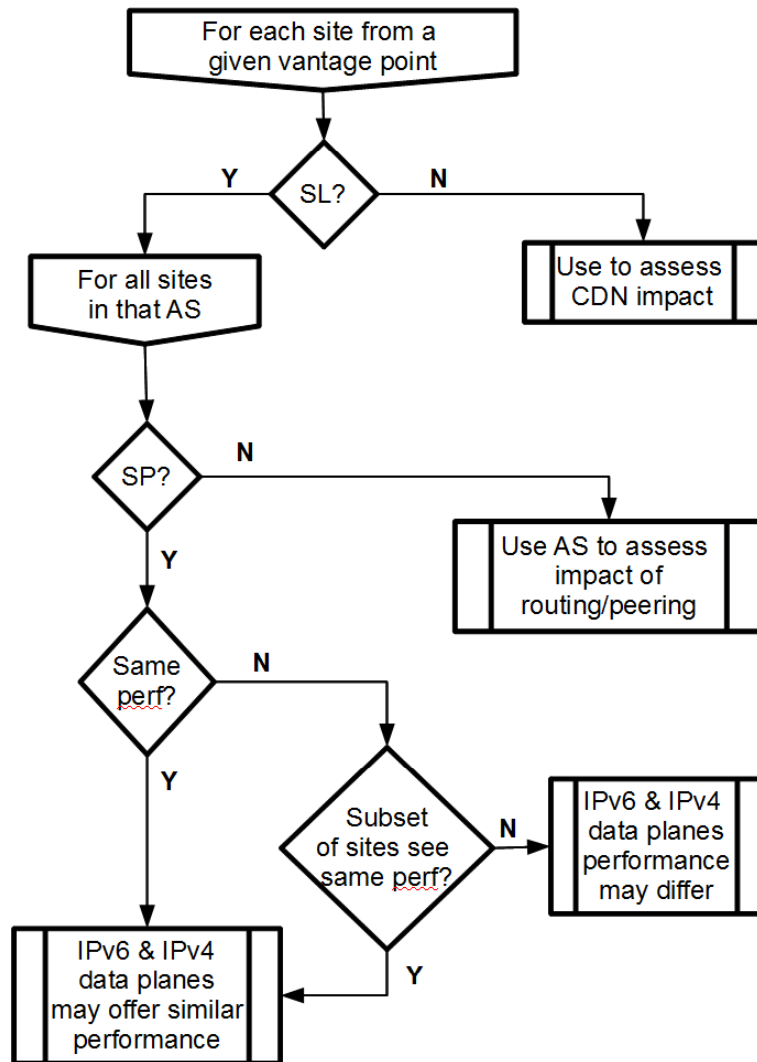 For each site from a
given vantage point
Y
N
SL?
For all sites
in that AS
Use to assess
CDN impact
N
SP?
Y
Use AS to assess
impact of
routing/peering
Same
perf?
N
Y
Subset
of sites see
same perf?
N
IPv6 & IPv4
data planes
performance
may differ
Y
IPv6 & IPv4
data planes
may offer similar
performance